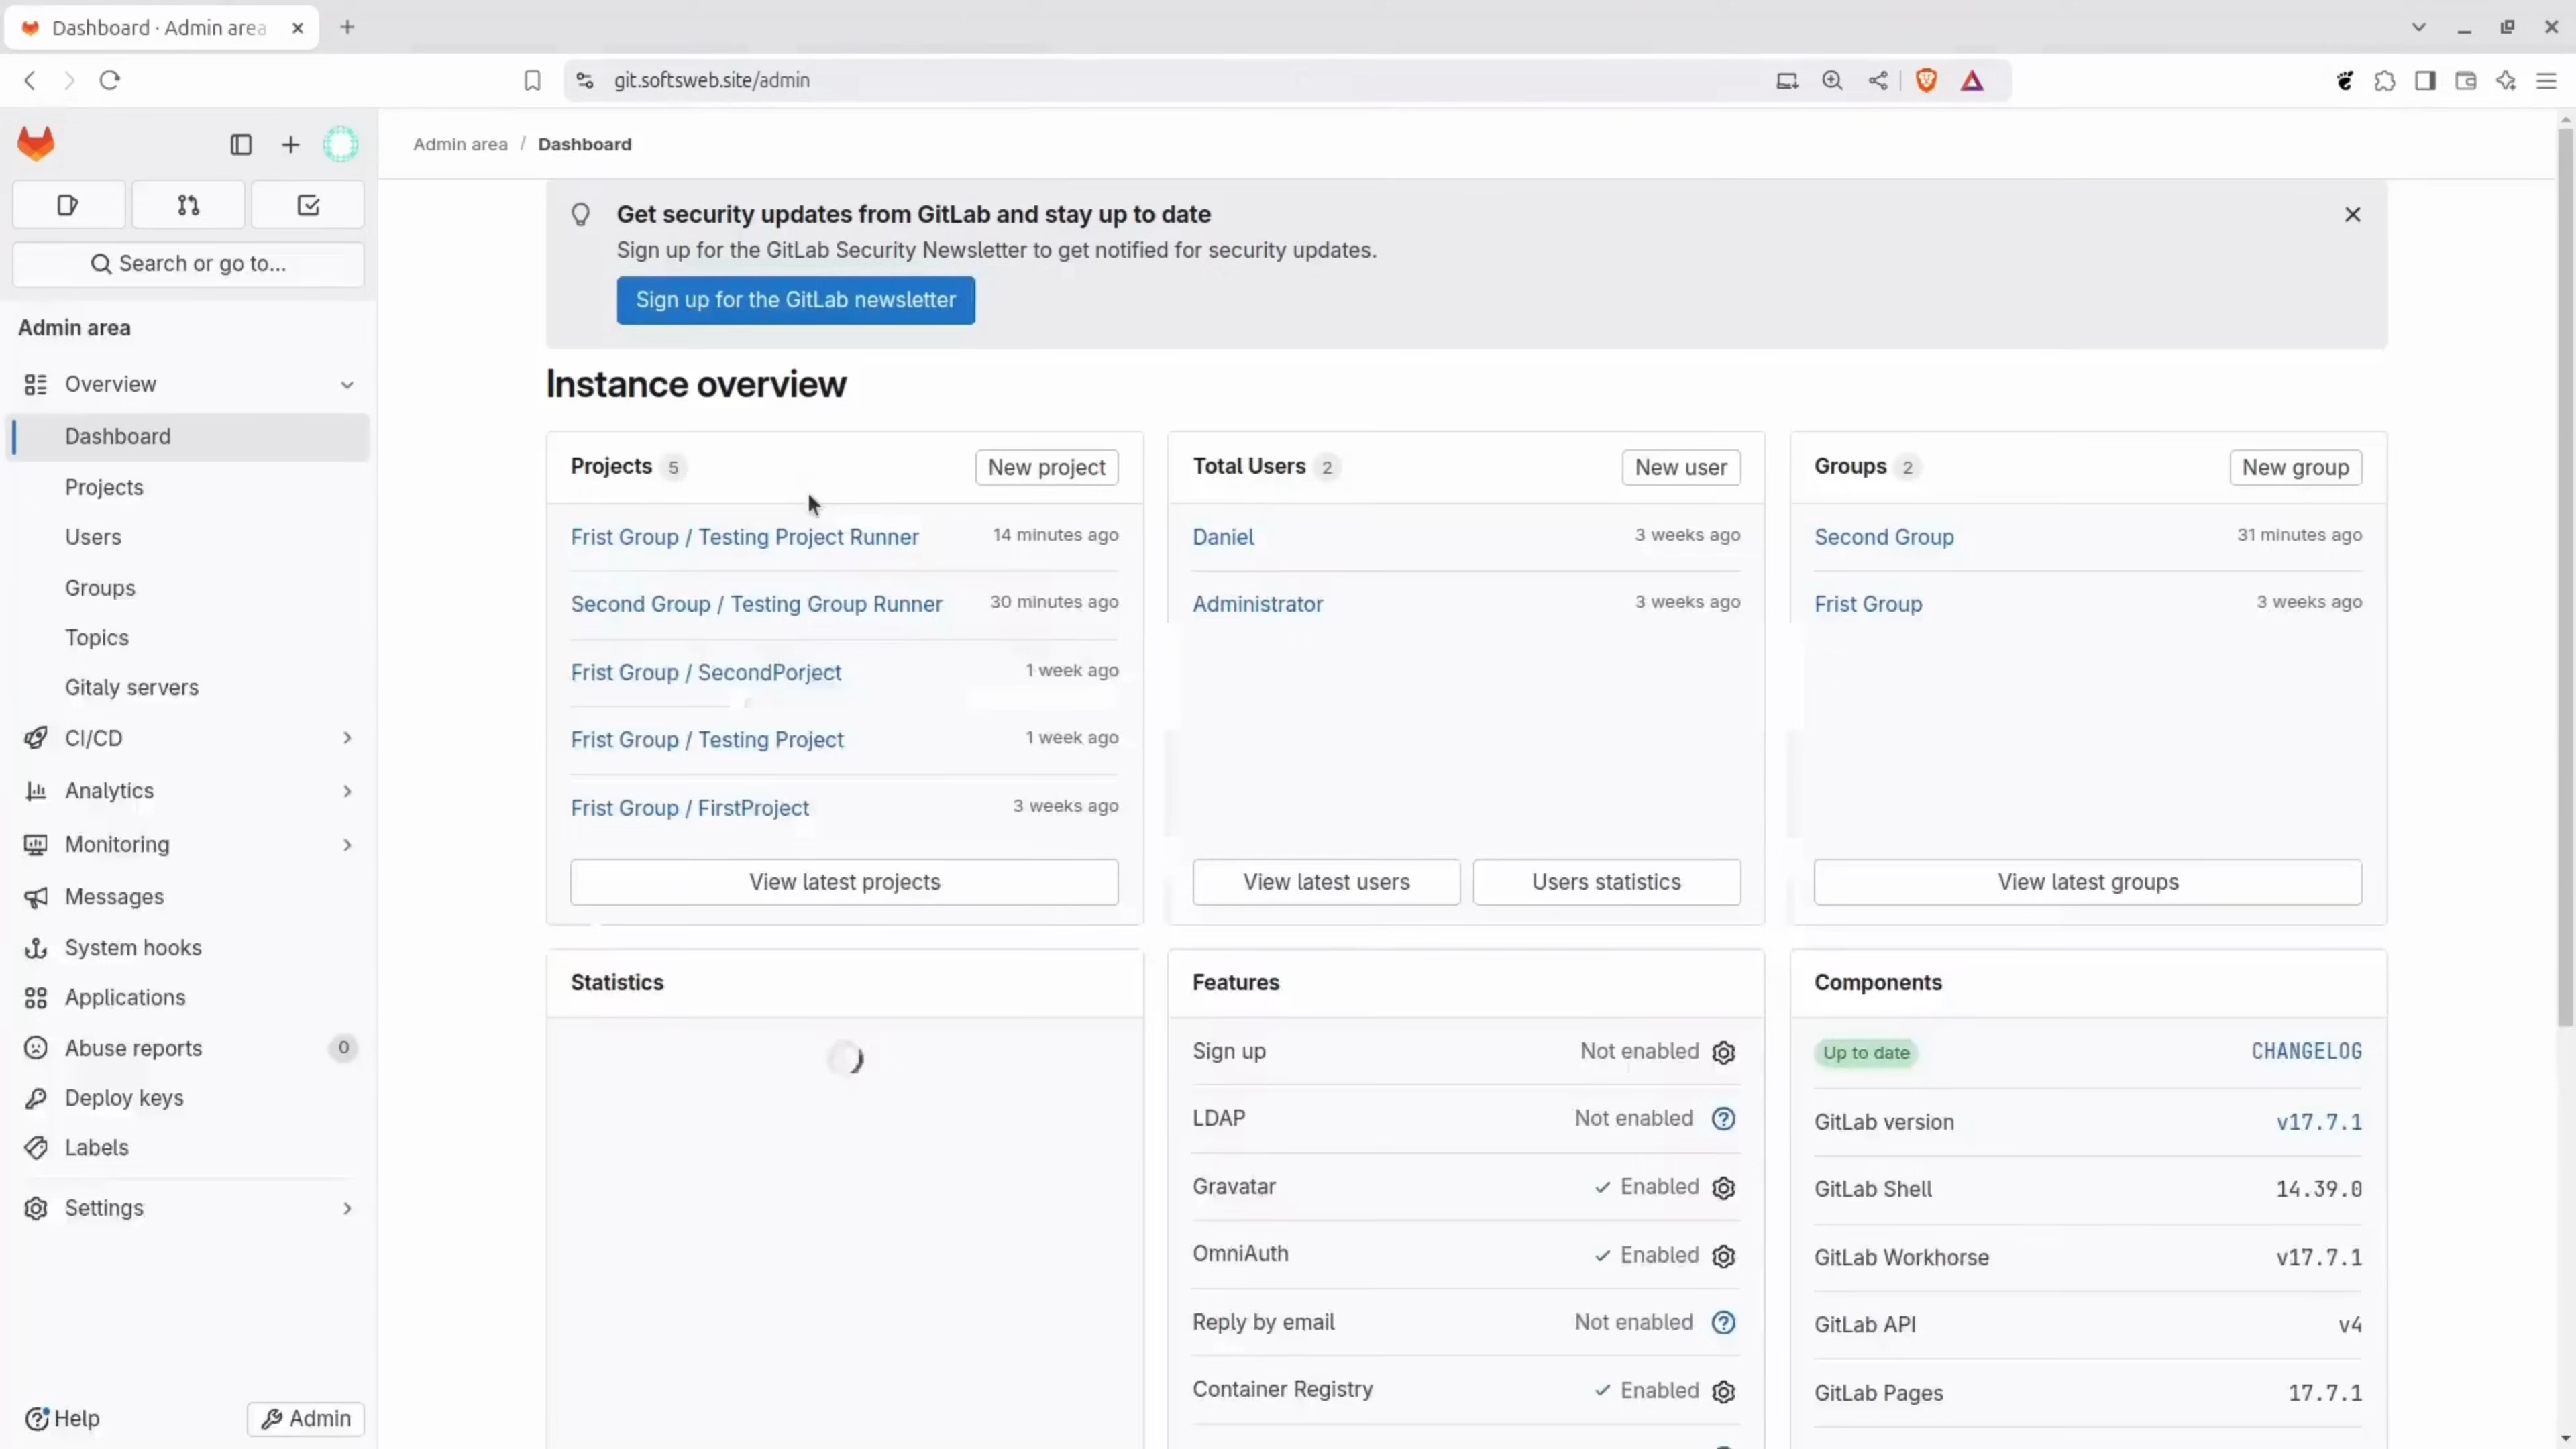 Dashboard · Admin area
git.softsweb.site/admin
Admin area / Dashboard
Search or go to...
Admin area
Overview
Dashboard
Projects
Users
Groups
Topics
Gitaly servers
CI/CD
Analytics
Monitoring
Messages
System hooks
Applications
Abuse reports 0
Deploy keys
Labels
Settings
Help
Admin
Get security updates from GitLab and stay up to date
Sign up for the GitLab Security Newsletter to get notified for security updates.
Sign up for the GitLab newsletter
Instance overview
Projects 5 New project
Frist Group / Testing Project Runner 14 minutes ago
Second Group / Testing Group Runner 30 minutes ago
Frist Group / SecondPorject 1 week ago
Frist Group / Testing Project 1 week ago
Frist Group / FirstProject 3 weeks ago
View latest projects
Total Users 2 New user
Daniel 3 weeks ago
Administrator 3 weeks ago
View latest users Users statistics
Groups 2 New group
Second Group 31 minutes ago
Frist Group 3 weeks ago
View latest groups
Statistics
Features
Sign up Not enabled
LDAP Not enabled
Gravatar Enabled
OmniAuth Enabled
Reply by email Not enabled
Container Registry Enabled
Components
Up to date CHANGELOG
GitLab version v17.7.1
GitLab Shell 14.39.0
GitLab Workhorse v17.7.1
GitLab API v4
GitLab Pages 17.7.1